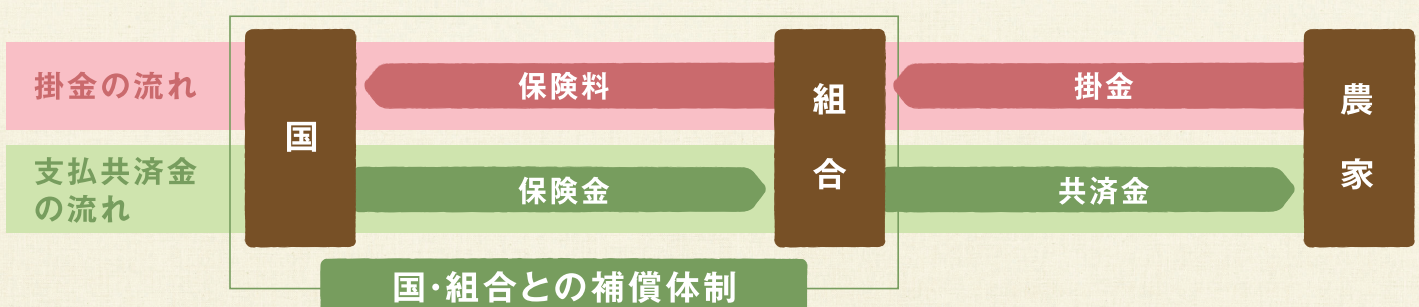 掛金の流れ
保険料
掛金
国
組合
農家
支払共済金
の流れ
保険金
共済金
国・組合との補償体制